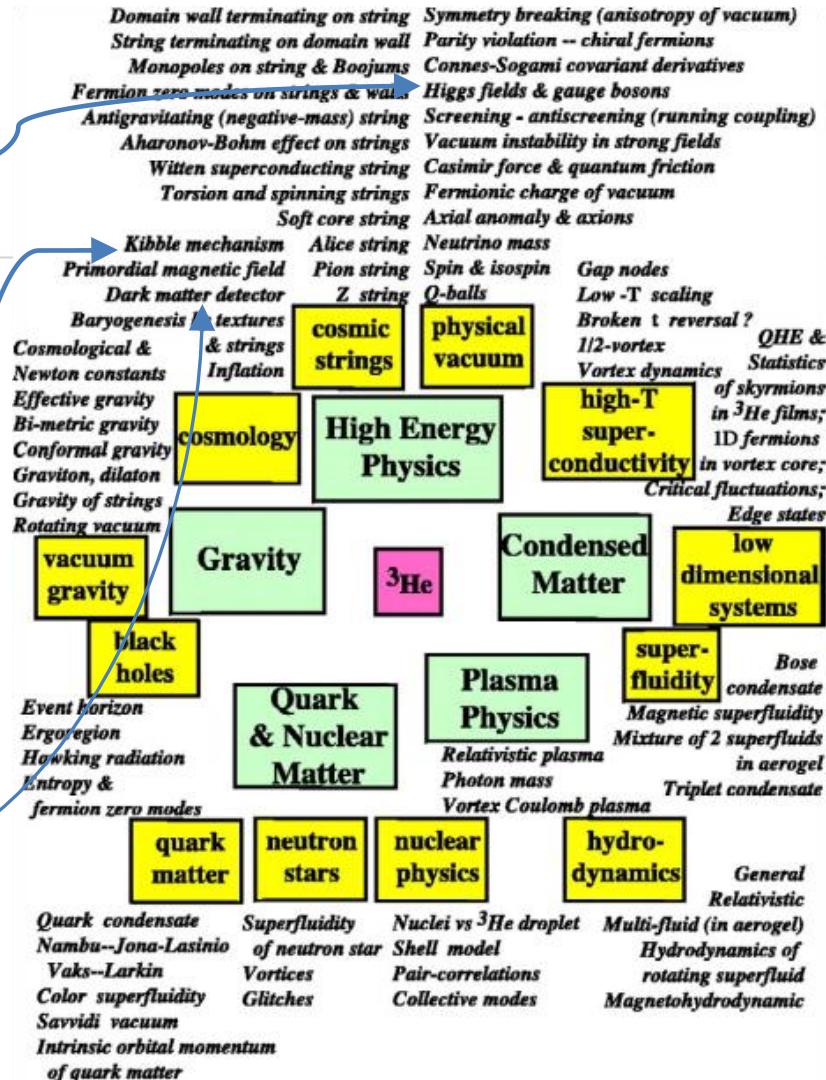 Domain wall terminating on string
String terminating on domain wall
Monopoles on string & Boojums
Fermion zero modes on strings & walls
Antigravitating (negative-mass) string
Aharonov-Bohm effect on strings
Witten superconducting string
Torsion and spinning strings
Soft core string
Alice string
Pion string
Z string
Symmetry breaking (anisotropy of vacuum)
Parity violation -- chiral fermions
Connes-Sogami covariant derivatives
Higgs fields & gauge bosons
Screening - antiscreening (running coupling)
Vacuum instability in strong fields
Casimir force & quantum friction
Fermionic charge of vacuum
Axial anomaly & axions
Neutrino mass
Spin & isospin
Q-balls
Kibble mechanism
Primordial magnetic field
Dark matter detector
Baryogenesis by textures
& strings
Inflation
Gap nodes
Low -T scaling
Broken t reversal ?
1/2-vortex
Vortex dynamics
QHE &
Statistics
of skyrmions
in ³He films;
1D fermions
in vortex core;
Critical fluctuations;
Edge states
Cosmological &
Newton constants
Effective gravity
Bi-metric gravity
Conformal gravity
Graviton, dilaton
Gravity of strings
Rotating vacuum
cosmic
strings
physical
vacuum
cosmology
High Energy
Physics
high-T
super-
conductivity
vacuum
gravity
Gravity
³He
Condensed
Matter
low
dimensional
systems
black
holes
Quark
& Nuclear
Matter
Plasma
Physics
super-
fluidity
Event horizon
Ergoregion
Hawking radiation
Entropy &
fermion zero modes
Relativistic plasma
Photon mass
Vortex Coulomb plasma
Bose
condensate
Magnetic superfluidity
Mixture of 2 superfluids
in aerogel
Triplet condensate
quark
matter
neutron
stars
nuclear
physics
hydro-
dynamics
Quark condensate
Nambu--Jona-Lasinio
Vaks--Larkin
Color superfluidity
Savvidi vacuum
Intrinsic orbital momentum
of quark matter
Superfluidity
of neutron star
Vortices
Glitches
Nuclei vs ³He droplet
Shell model
Pair-correlations
Collective modes
General
Relativistic
Multi-fluid (in aerogel)
Hydrodynamics of
rotating superfluid
Magnetohydrodynamic